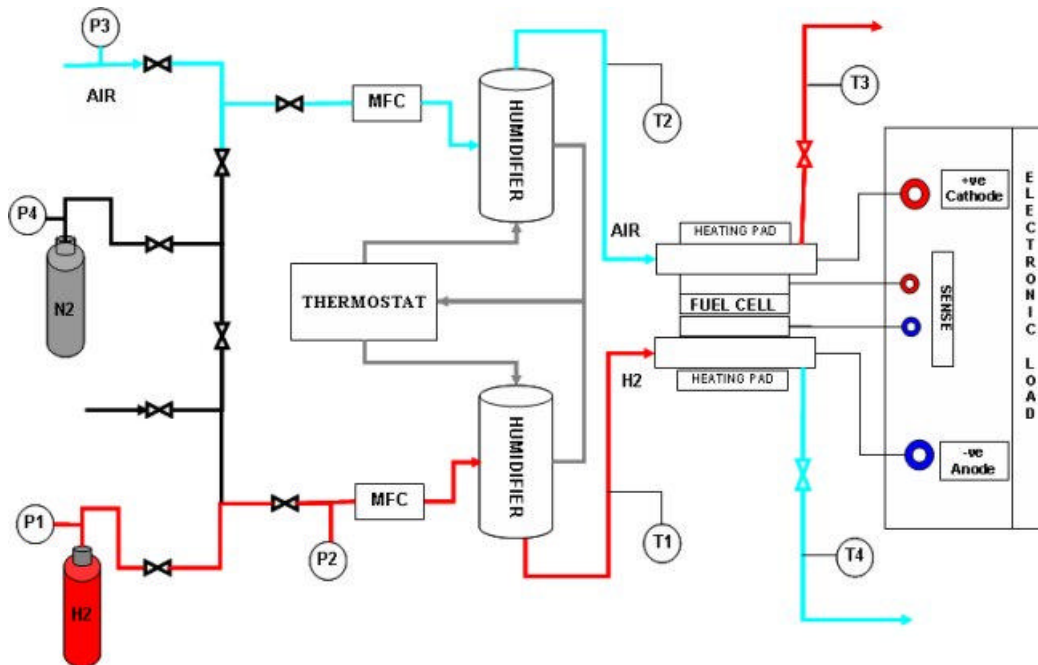 P3
AIR
MFC
HUMIDIFIER
T2
T3
P4
N2
+ve
Cathode
AIR
HEATING PAD
THERMOSTAT
FUEL CELL
SENSE
ELECTRONIC LOAD
H2
HEATING PAD
HUMIDIFIER
-ve
Anode
MFC
P1
P2
T1
T4
H2